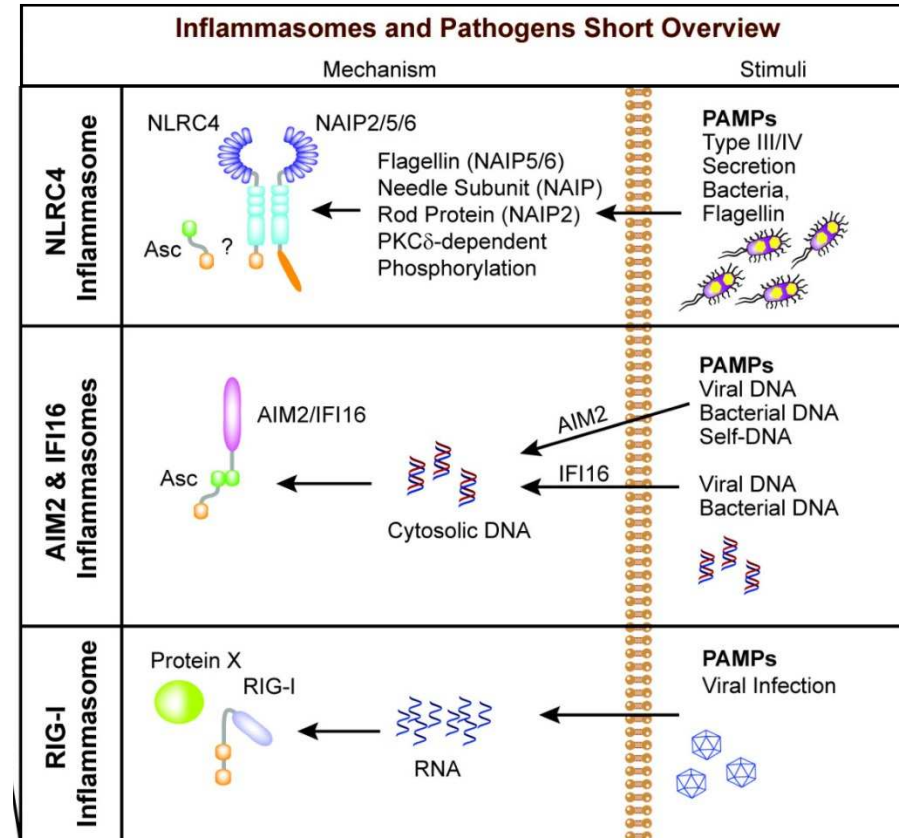 Inflammasomes and Pathogens Short Overview
Mechanism
Stimuli
NLRC4
Inflammasome
NLRC4
NAIP2/5/6
Asc
?
Flagellin (NAIP5/6)
Needle Subunit (NAIP)
Rod Protein (NAIP2)
PKCδ-dependent
Phosphorylation
PAMPs
Type III/IV
Secretion
Bacteria,
Flagellin
AIM2 & IFI16
Inflammasomes
AIM2/IFI16
Asc
Cytosolic DNA
AIM2
IFI16
PAMPs
Viral DNA
Bacterial DNA
Self-DNA
Viral DNA
Bacterial DNA
RIG-I
Inflammasome
Protein X
RIG-I
RNA
PAMPs
Viral Infection